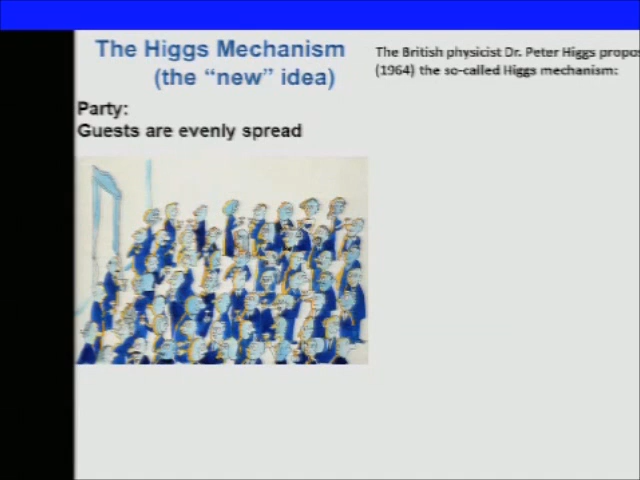 The Higgs Mechanism
(the “new” idea)
The British physicist Dr. Peter Higgs
(1964) the so-called Higgs mechanism:
Party:
Guests are evenly spread